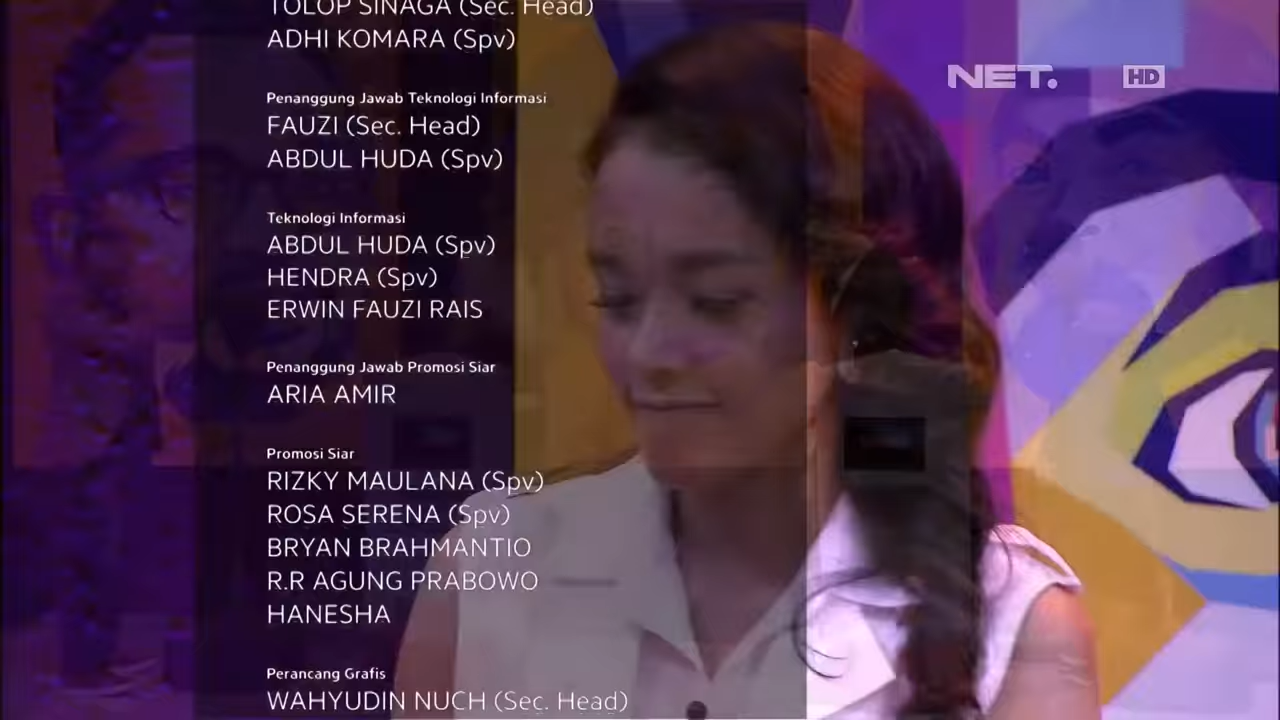 TOLOP SINAGA (Sec. Head)
ADHI KOMARA (Spv)
NET. HD
Penanggung Jawab Teknologi Informasi
FAUZI (Sec. Head)
ABDUL HUDA (Spv)
Teknologi Informasi
ABDUL HUDA (Spv)
HENDRA (Spv)
ERWIN FAUZI RAIS
Penanggung Jawab Promosi Siar
ARIA AMIR
Promosi Siar
RIZKY MAULANA (Spv)
ROSA SERENA (Spv)
BRYAN BRAHMANTIO
R.R AGUNG PRABOWO
HANESHA
Perancang Grafis
WAHYUDIN NUCH (Sec. Head)